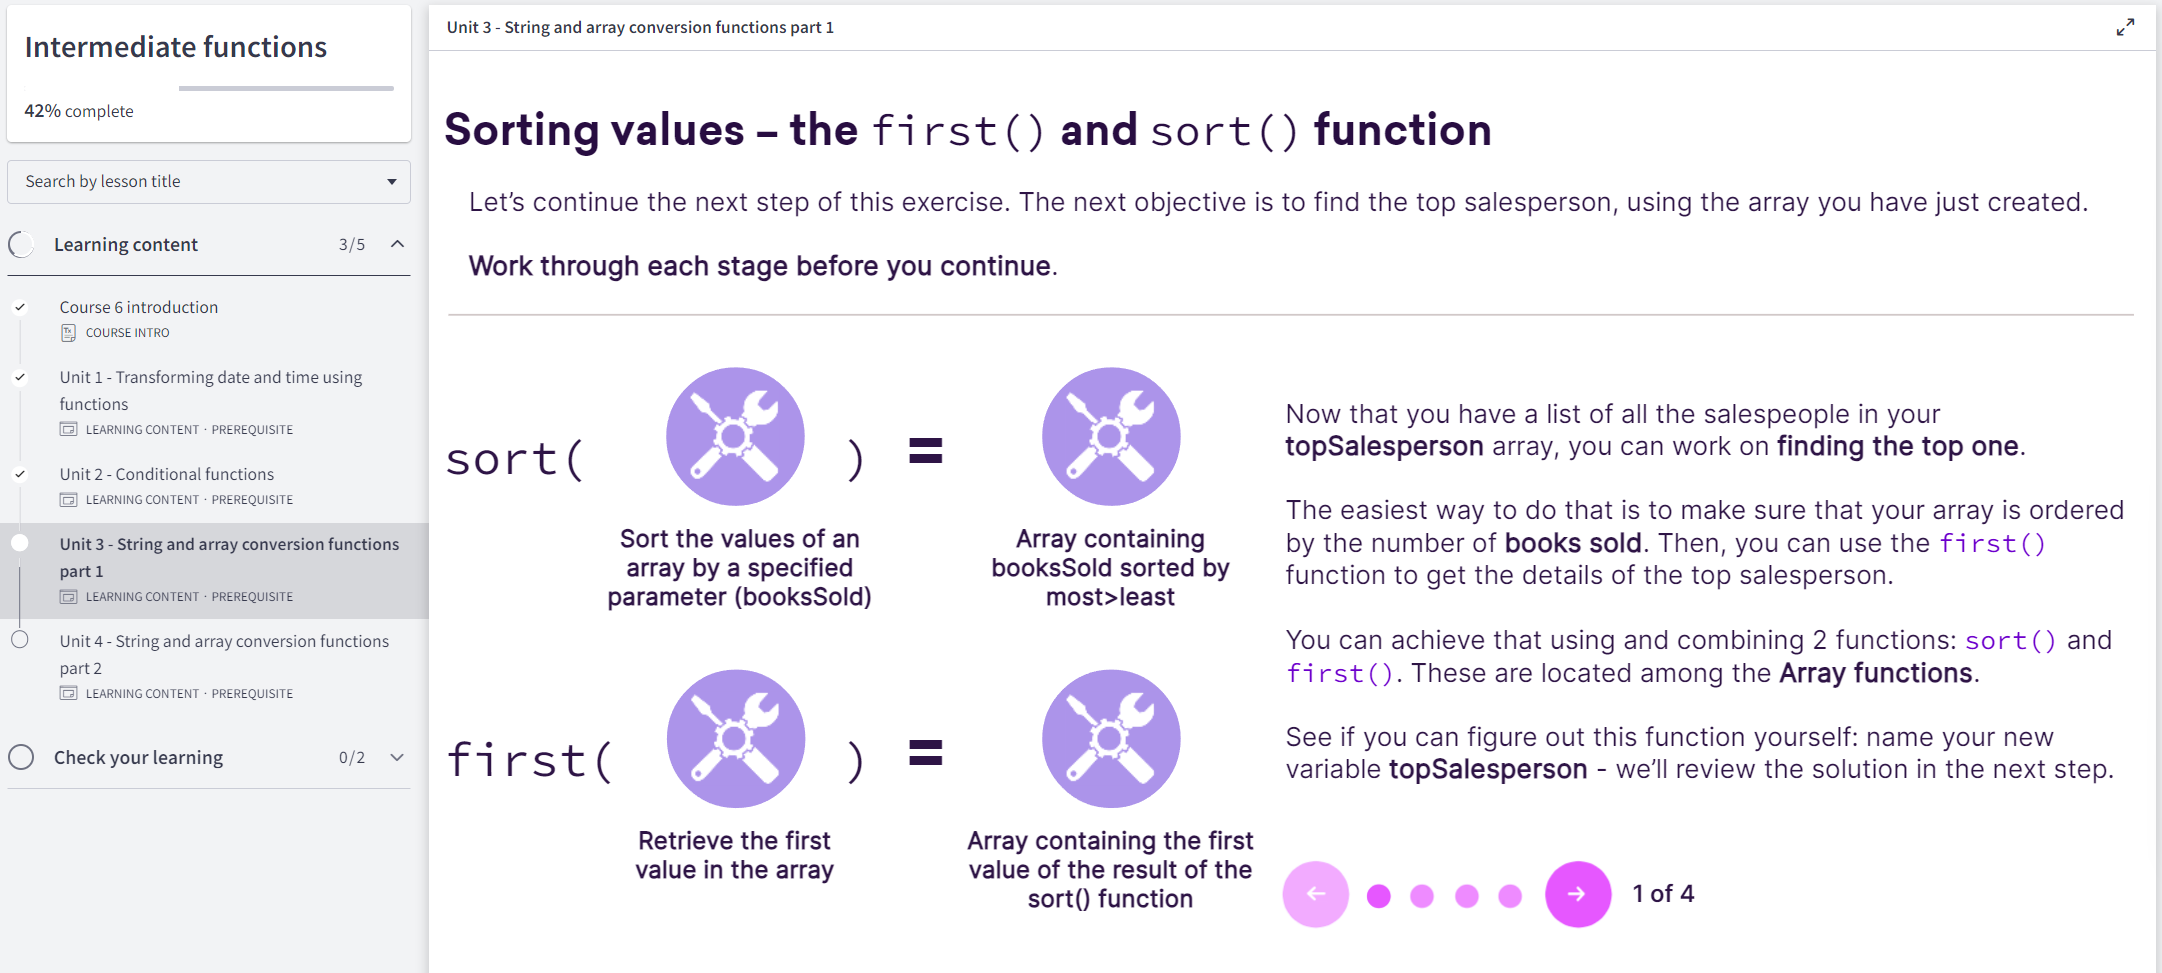 Intermediate functions
42% complete
Search by lesson title
Learning content 3/5
Course 6 introduction
COURSE INTRO
Unit 1 - Transforming date and time using
functions
LEARNING CONTENT · PREREQUISITE
Unit 2 - Conditional functions
LEARNING CONTENT · PREREQUISITE
Unit 3 - String and array conversion functions
part 1
LEARNING CONTENT · PREREQUISITE
Unit 4 - String and array conversion functions
part 2
LEARNING CONTENT · PREREQUISITE
Check your learning 0/2
Unit 3 - String and array conversion functions part 1
Sorting values – the first() and sort() function
Let’s continue the next step of this exercise. The next objective is to find the top salesperson, using the array you have just created.
Work through each stage before you continue.
sort( ) =
Sort the values of an
array by a specified
parameter (booksSold)
Array containing
booksSold sorted by
most>least
first( ) =
Retrieve the first
value in the array
Array containing the first
value of the result of the
sort() function
Now that you have a list of all the salespeople in your
topSalesperson array, you can work on finding the top one.
The easiest way to do that is to make sure that your array is ordered
by the number of books sold. Then, you can use the first()
function to get the details of the top salesperson.
You can achieve that using and combining 2 functions: sort() and
first(). These are located among the Array functions.
See if you can figure out this function yourself: name your new
variable topSalesperson - we’ll review the solution in the next step.
1 of 4